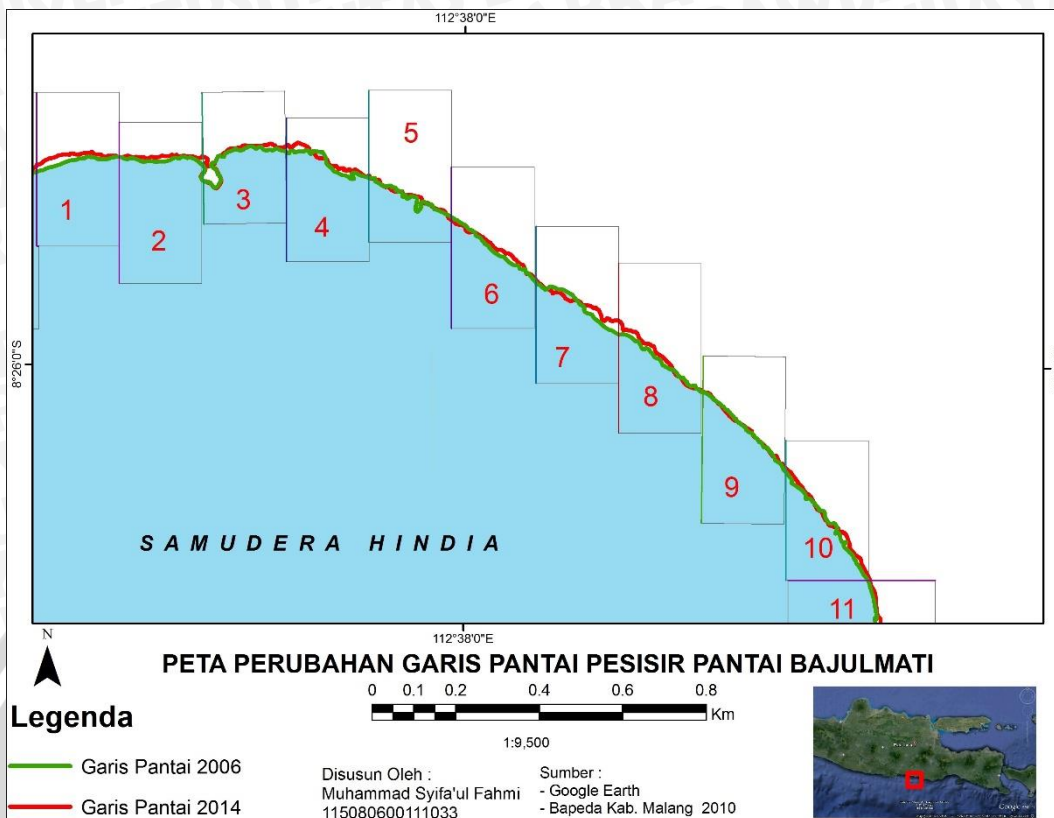 112°38'0"E
1
2
3
4
5
6
7
8
9
10
11
8°26'0"S
SAMUDERA HINDIA
112°38'0"E
N
PETA PERUBAHAN GARIS PANTAI PESISIR PANTAI BAJULMATI
0 0.1 0.2 0.4 0.6 0.8
Km
1:9,500
Legenda
Garis Pantai 2006
Garis Pantai 2014
Disusun Oleh :
Muhammad Syifa'ul Fahmi
115080600111033
Sumber :
- Google Earth
- Bapeda Kab. Malang 2010